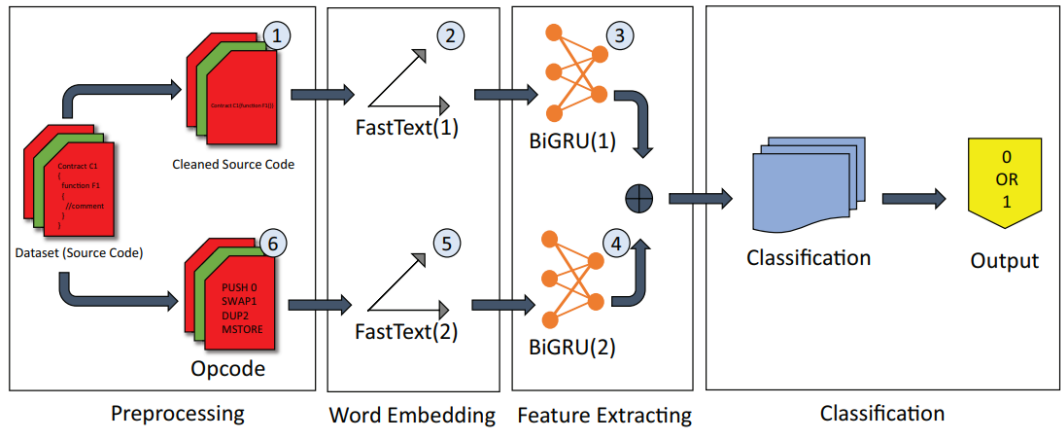 1
Contract C1{function F1{}}
Cleaned Source Code
2
FastText(1)
3
BiGRU(1)
Contract C1
{
function F1
{
//comment
}
}
Dataset (Source Code)
6
PUSH 0
SWAP1
DUP2
MSTORE
Opcode
5
FastText(2)
4
BiGRU(2)
Classification
0
OR
1
Output
Preprocessing
Word Embedding
Feature Extracting
Classification